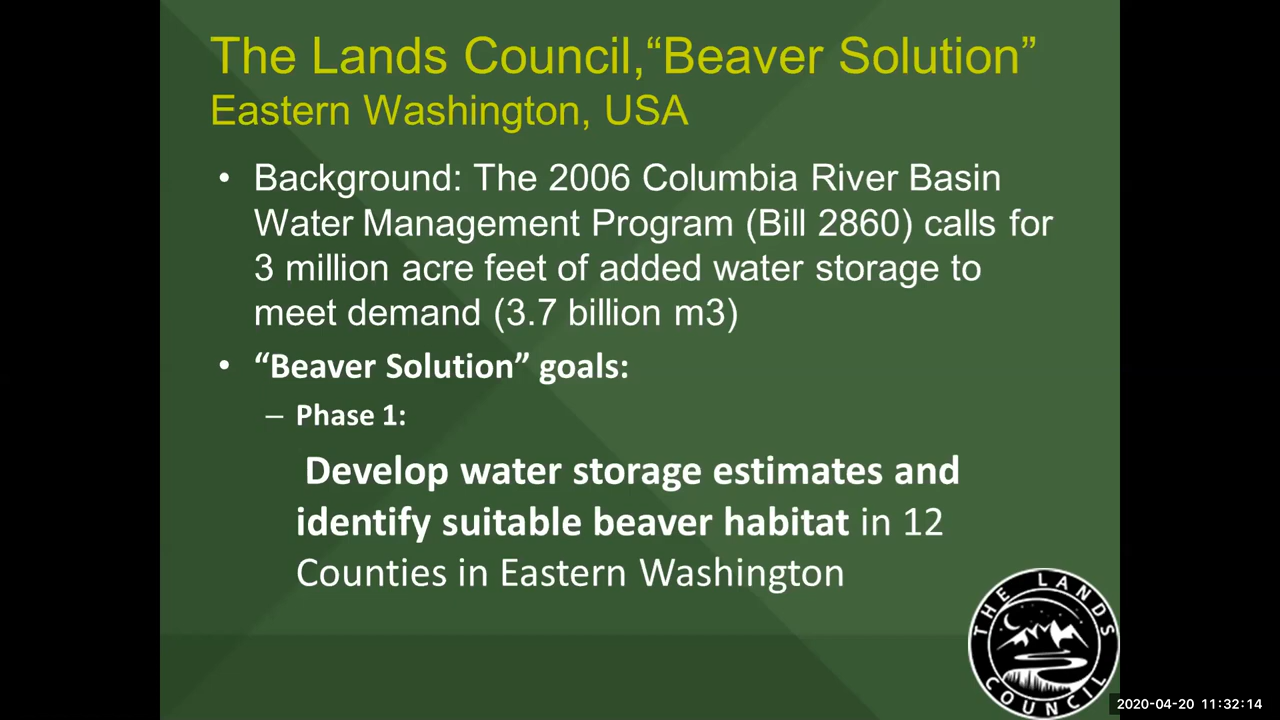 The Lands Council,“Beaver Solution”
Eastern Washington, USA
• Background: The 2006 Columbia River Basin
Water Management Program (Bill 2860) calls for
3 million acre feet of added water storage to
meet demand (3.7 billion m3)
• “Beaver Solution” goals:
– Phase 1:
Develop water storage estimates and
identify suitable beaver habitat in 12
Counties in Eastern Washington
THE LANDS
COUNCIL
2020-04-20 11:32:14